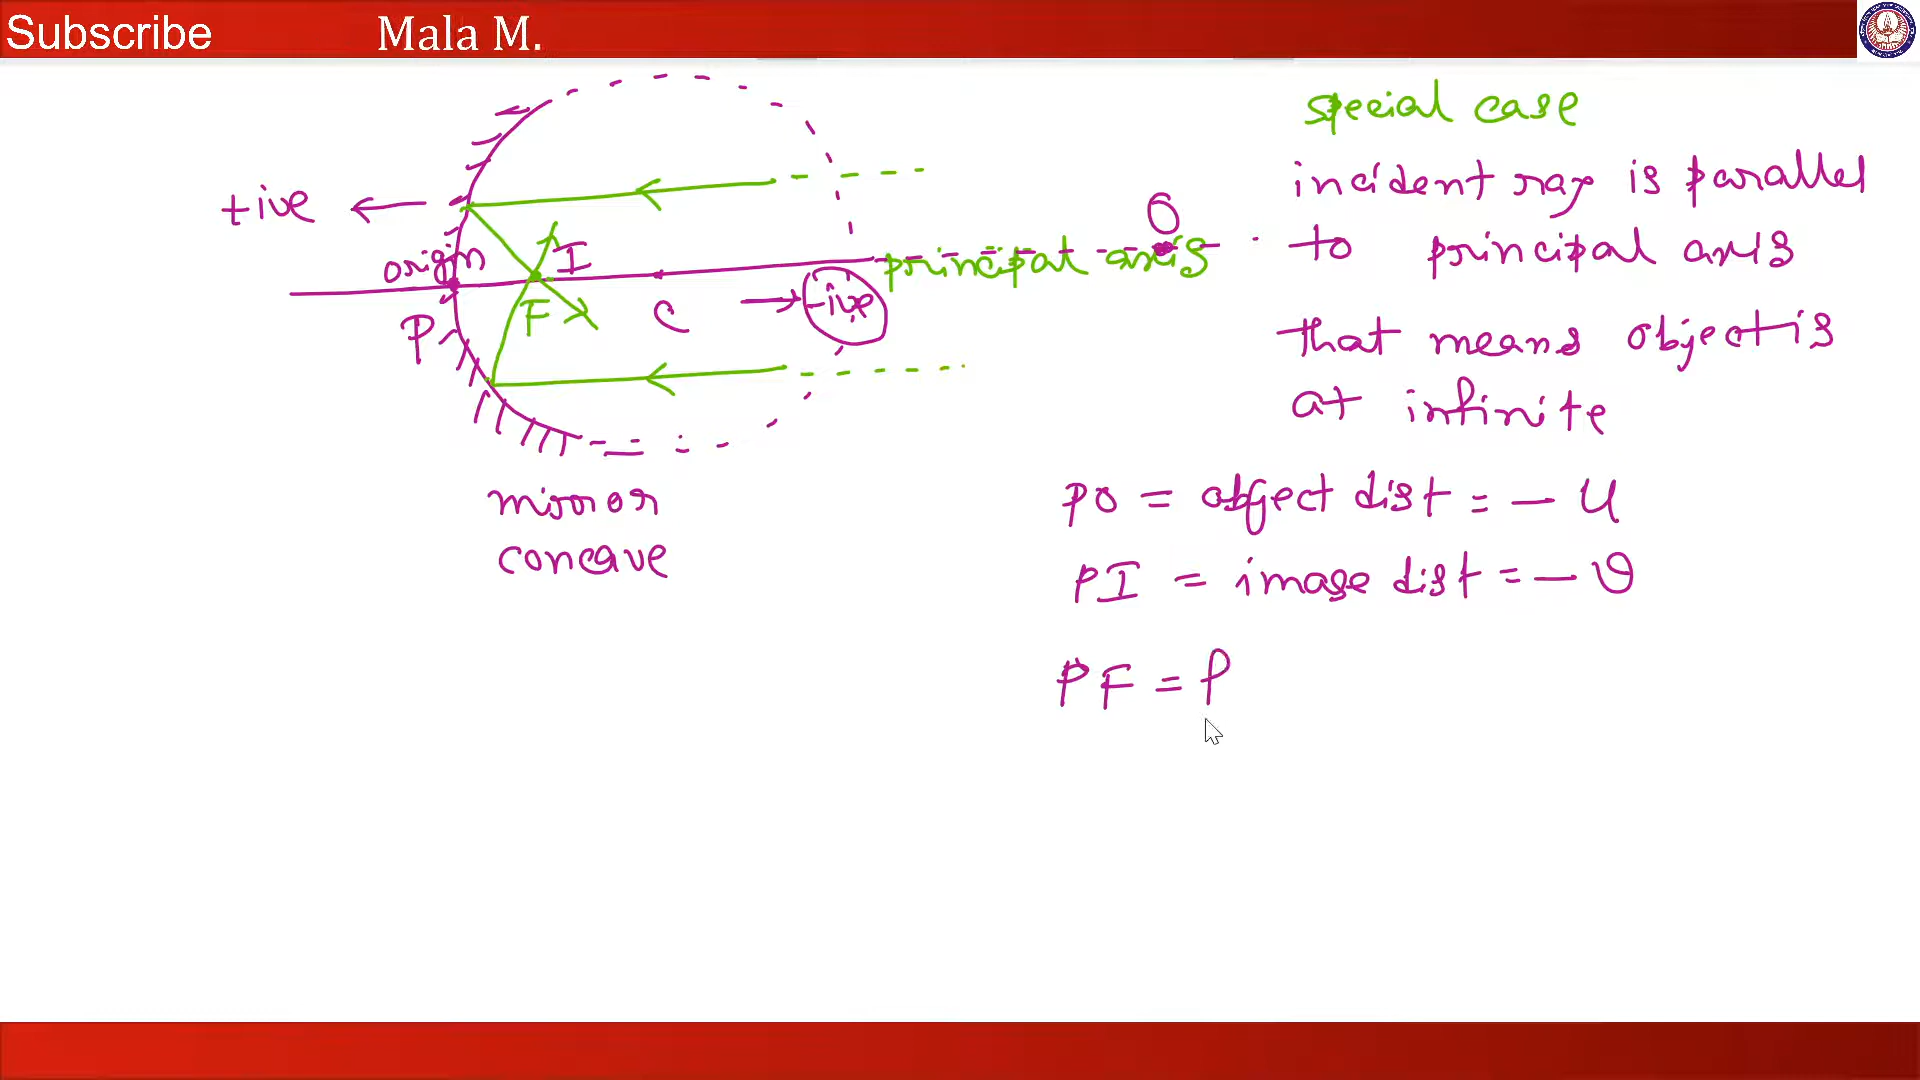 Subscribe
Mala M.
special case
incident ray is parallel
to principal axis
that means object is
at infinite
+ive
origin
I
P
F
C
-ive
O
principal axis
mirror
concave
PO = object dist = - u
PI = image dist = - v
PF = f